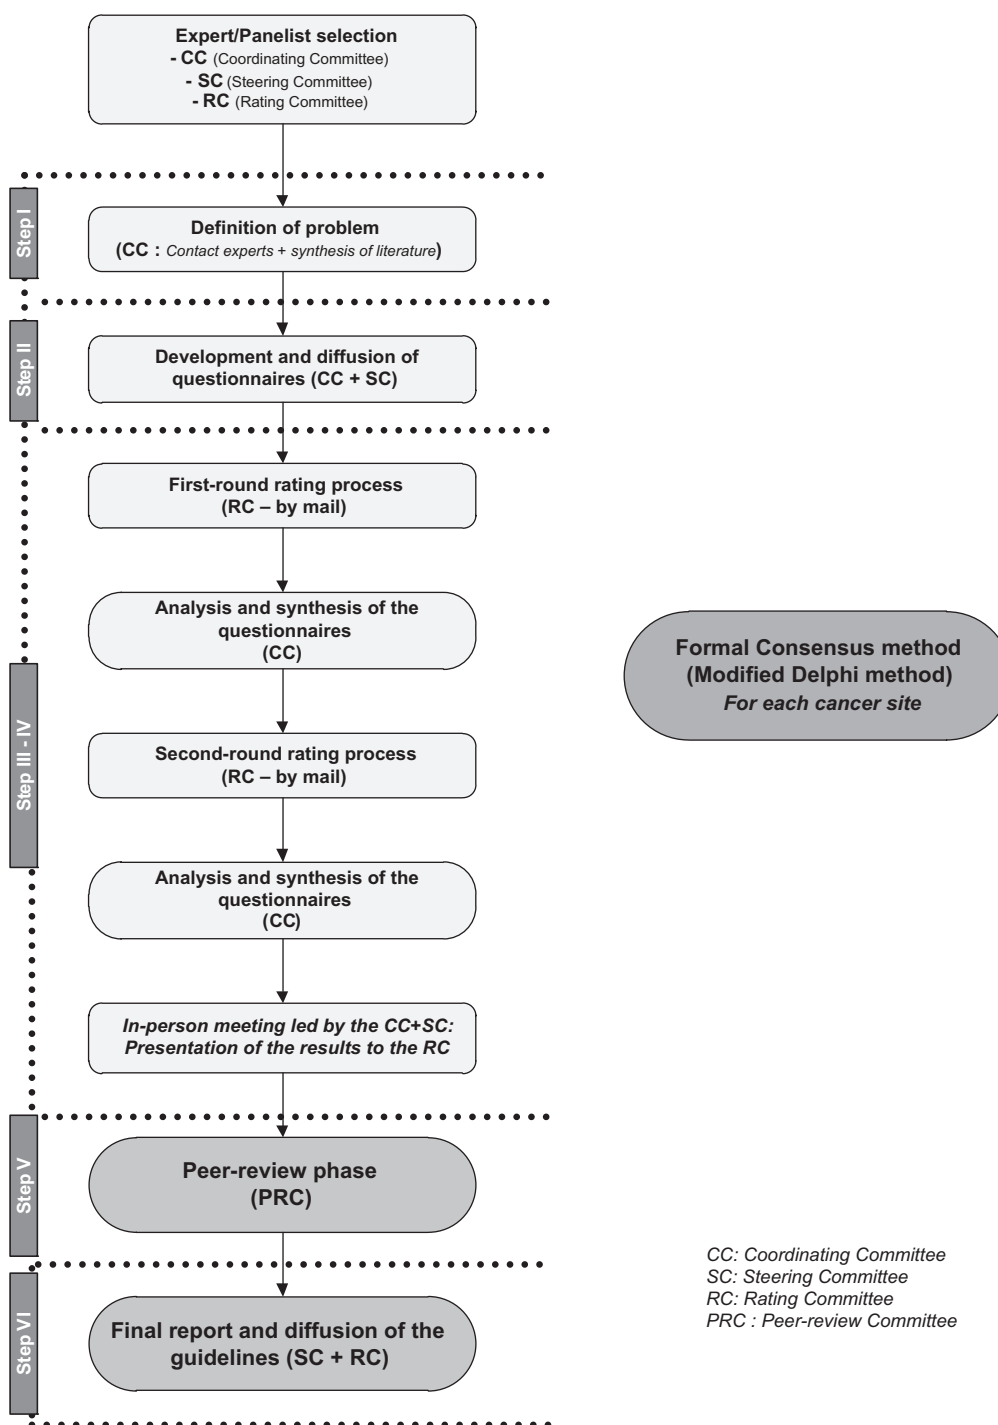 Expert/Panelist selection
- CC (Coordinating Committee)
- SC (Steering Committee)
- RC (Rating Committee)
Step I
Definition of problem
(CC : Contact experts + synthesis of literature)
Step II
Development and diffusion of
questionnaires (CC + SC)
First-round rating process
(RC – by mail)
Analysis and synthesis of the
questionnaires
(CC)
Formal Consensus method
(Modified Delphi method)
For each cancer site
Step III - IV
Second-round rating process
(RC – by mail)
Analysis and synthesis of the
questionnaires
(CC)
In-person meeting led by the CC+SC:
Presentation of the results to the RC
Step V
Peer-review phase
(PRC)
CC: Coordinating Committee
SC: Steering Committee
RC: Rating Committee
PRC : Peer-review Committee
Step VI
Final report and diffusion of the
guidelines (SC + RC)